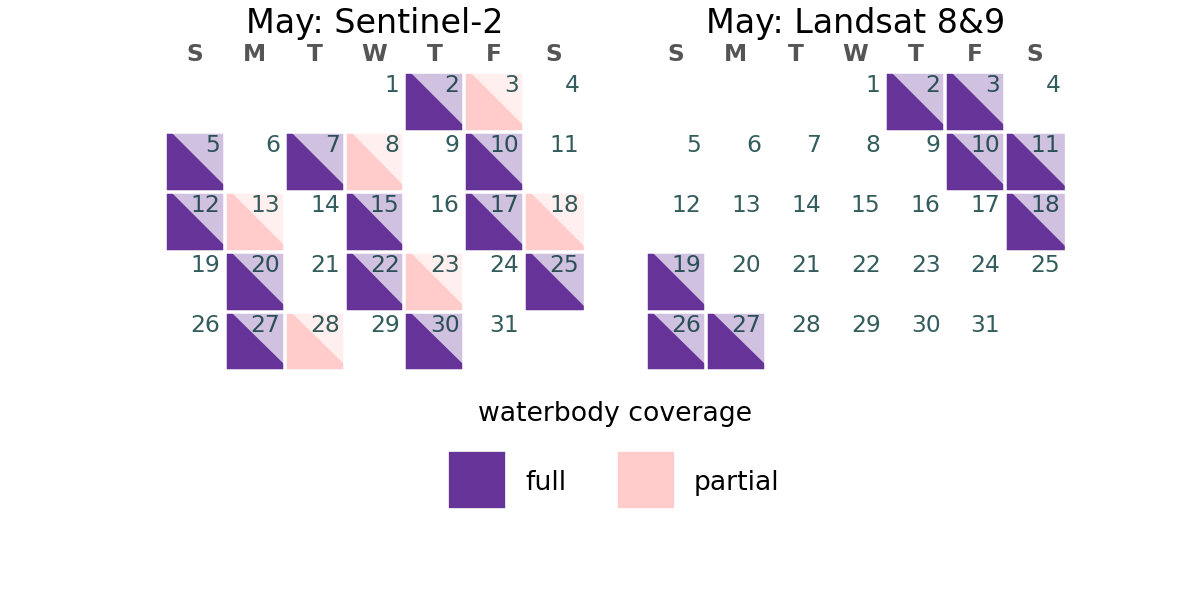 May: Sentinel-2
S M T W T F S
1 2 3 4
5 6 7 8 9 10 11
12 13 14 15 16 17 18
19 20 21 22 23 24 25
26 27 28 29 30 31
May: Landsat 8&9
S M T W T F S
1 2 3 4
5 6 7 8 9 10 11
12 13 14 15 16 17 18
19 20 21 22 23 24 25
26 27 28 29 30 31
waterbody coverage
full
partial